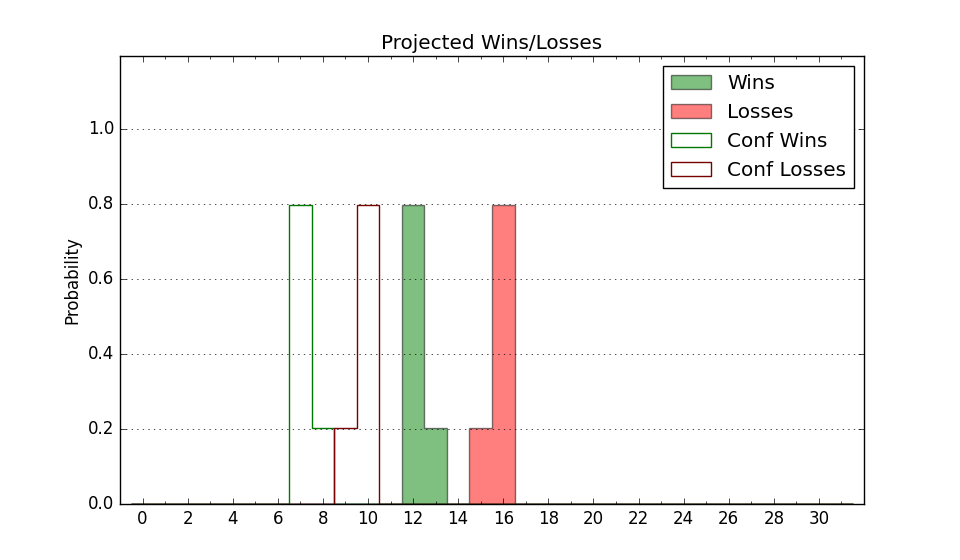 Projected Wins/Losses
Wins
Losses
Conf Wins
Conf Losses
Probability
1.0
0.8
0.6
0.4
0.2
0.0
0 2 4 6 8 10 12 14 16 18 20 22 24 26 28 30